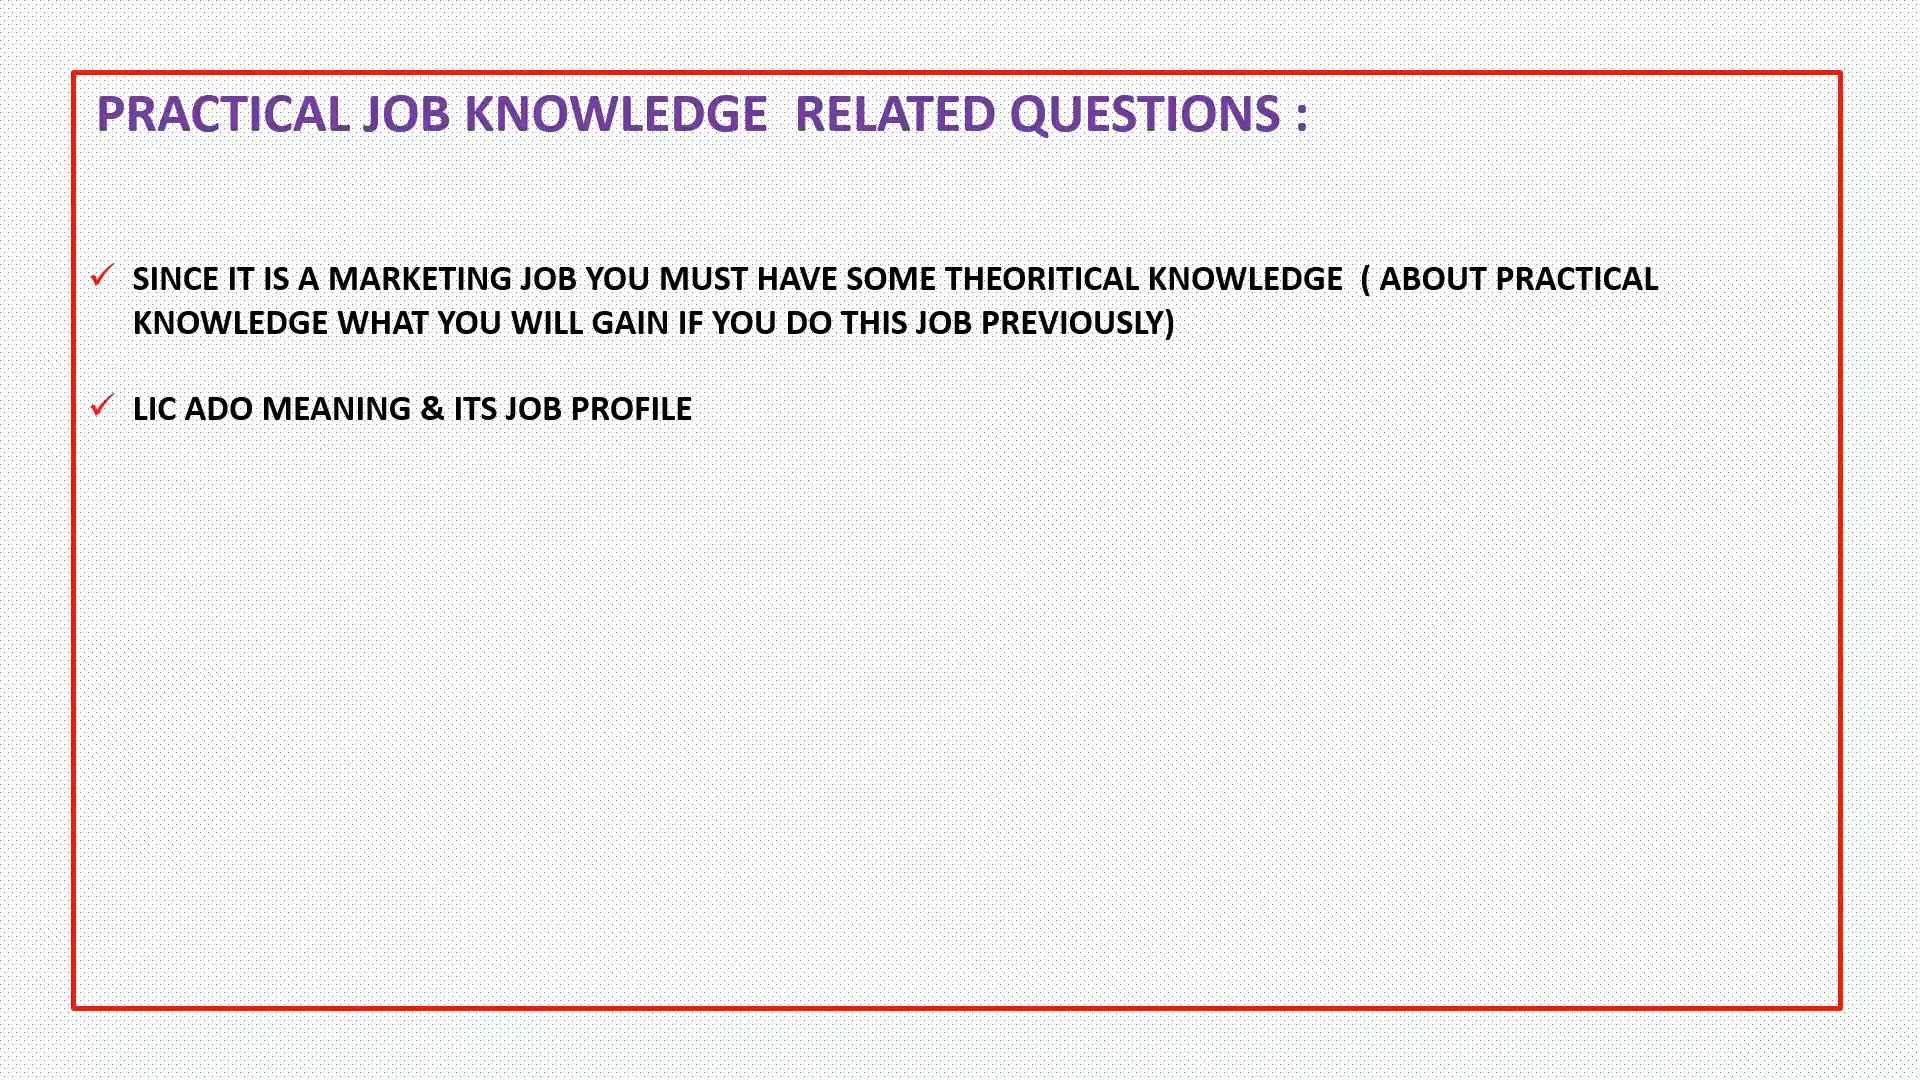 PRACTICAL JOB KNOWLEDGE  RELATED QUESTIONS :
✓ SINCE IT IS A MARKETING JOB YOU MUST HAVE SOME THEORITICAL KNOWLEDGE  ( ABOUT PRACTICAL
KNOWLEDGE WHAT YOU WILL GAIN IF YOU DO THIS JOB PREVIOUSLY)
✓ LIC ADO MEANING & ITS JOB PROFILE